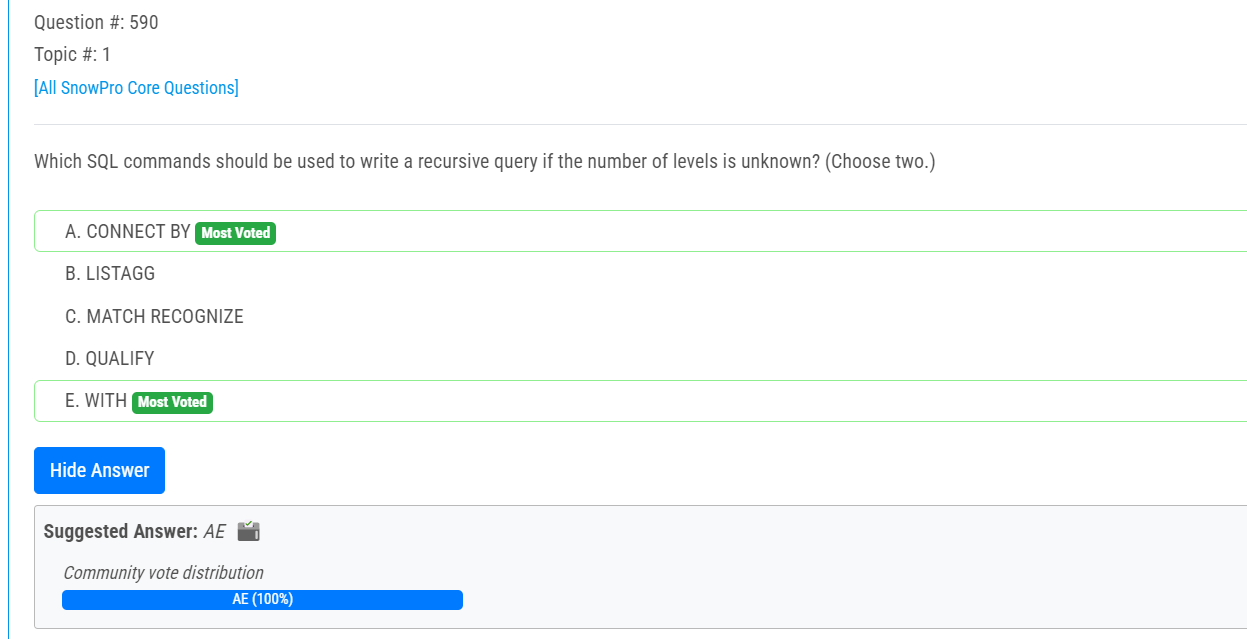 Question #: 590
Topic #: 1
[All SnowPro Core Questions]
Which SQL commands should be used to write a recursive query if the number of levels is unknown? (Choose two.)
A. CONNECT BY Most Voted
B. LISTAGG
C. MATCH RECOGNIZE
D. QUALIFY
E. WITH Most Voted
Hide Answer
Suggested Answer: AE
Community vote distribution
AE (100%)